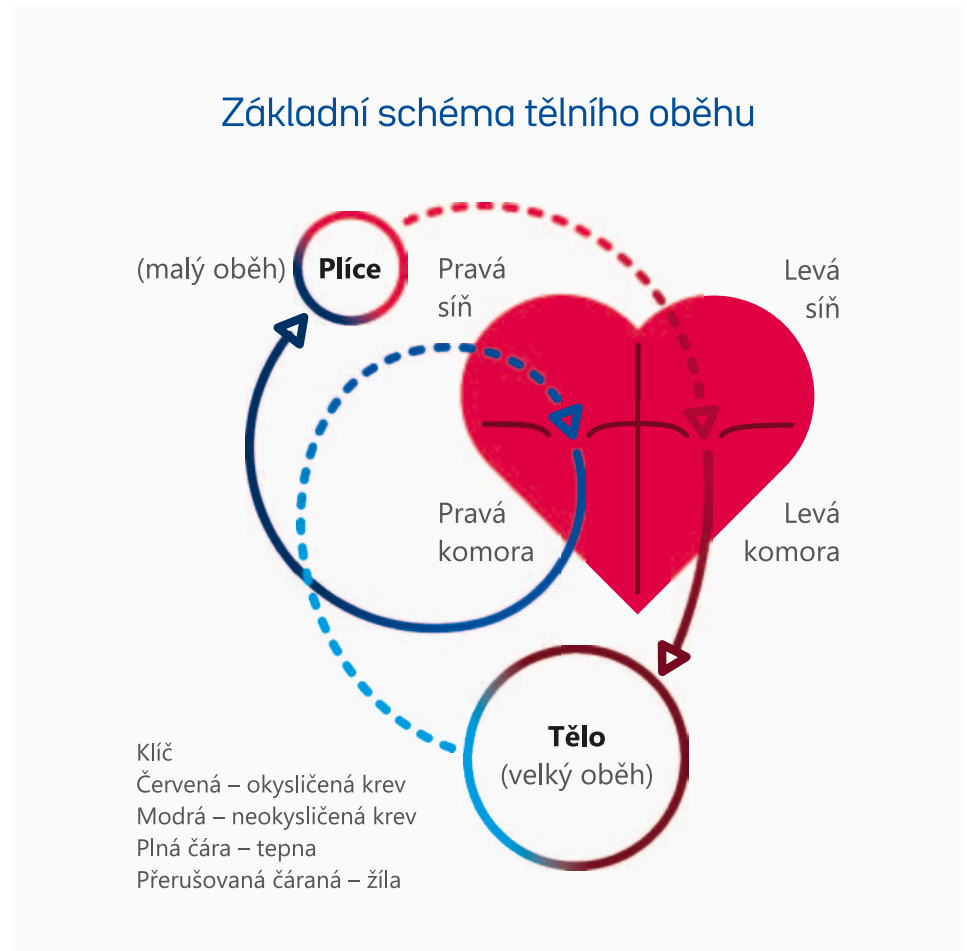 Základní schéma tělního oběhu
(malý oběh)
Plíce
Pravá
síň
Levá
síň
Pravá
komora
Levá
komora
Tělo
(velký oběh)
Klíč
Červená – okysličená krev
Modrá – neokysličená krev
Plná čára – tepna
Přerušovaná čáraná – žíla